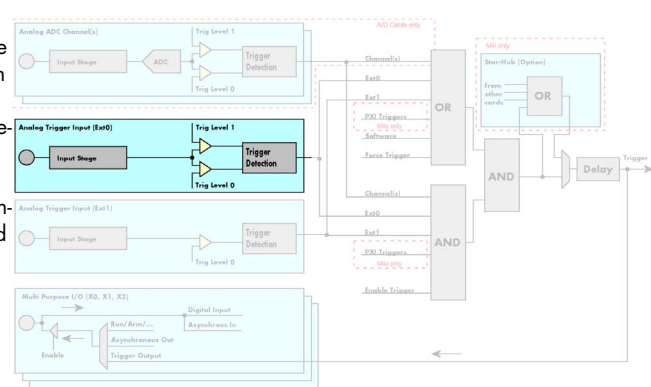 A/D Cards only
Analog ADC Channel(s)
Trig Level 1
Input Stage
ADC
Trigger
Detection
Trig Level 0
Analog Trigger Input (Ext0)
Trig Level 1
Input Stage
Trigger
Detection
Trig Level 0
Analog Trigger Input (Ext1)
Input Stage
Trigger
Detection
Trig Level 0
Multi Purpose I/O (X0, X1, X2)
Digital Input
Asynchronous In
Run/Arm/...
Asynchronous Out
Trigger Output
Enable
Channel(s)
Ext0
Ext1
PXI Triggers
M4x only
Software
Force Trigger
OR
Channel(s)
Ext0
Ext1
PXI Triggers
M4x only
Enable Trigger
AND
AND
M4i only
Star-Hub (Option)
From
other
cards
OR
Delay
Trigger